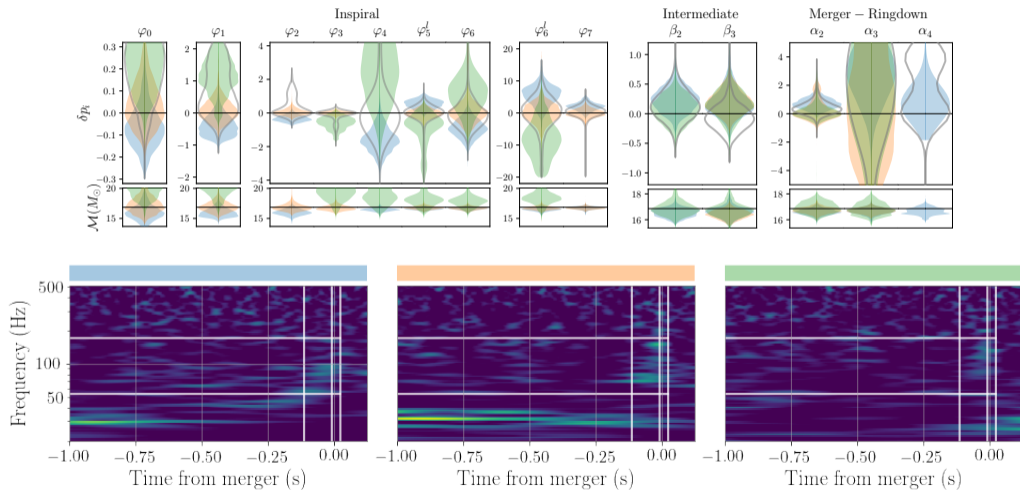 Inspiral Intermediate Merger − Ringdown
φ₀ φ₁ φ₂ φ₃ φ₄ φ₅ˡ φ₆ φ₆ˡ φ₇ β₂ β₃ α₂ α₃ α₄
δp̂ₖ
0.3 0.2 0.1 0.0 −0.1 −0.2 −0.3
2 1 0 −1 −2
4 2 0 −2 −4
20 10 0 −10 −20
1.0 0.5 0.0 −0.5 −1.0
4 2 0 −2 −4
ℳ(M⊙)
20 15
20 15
20 15
20 15
18 16
18 16
Frequency (Hz)
500
100
50
−1.00 −0.75 −0.50 −0.25 0.00
−1.00 −0.75 −0.50 −0.25 0.00
−1.00 −0.75 −0.50 −0.25 0.00
Time from merger (s)
Time from merger (s)
Time from merger (s)